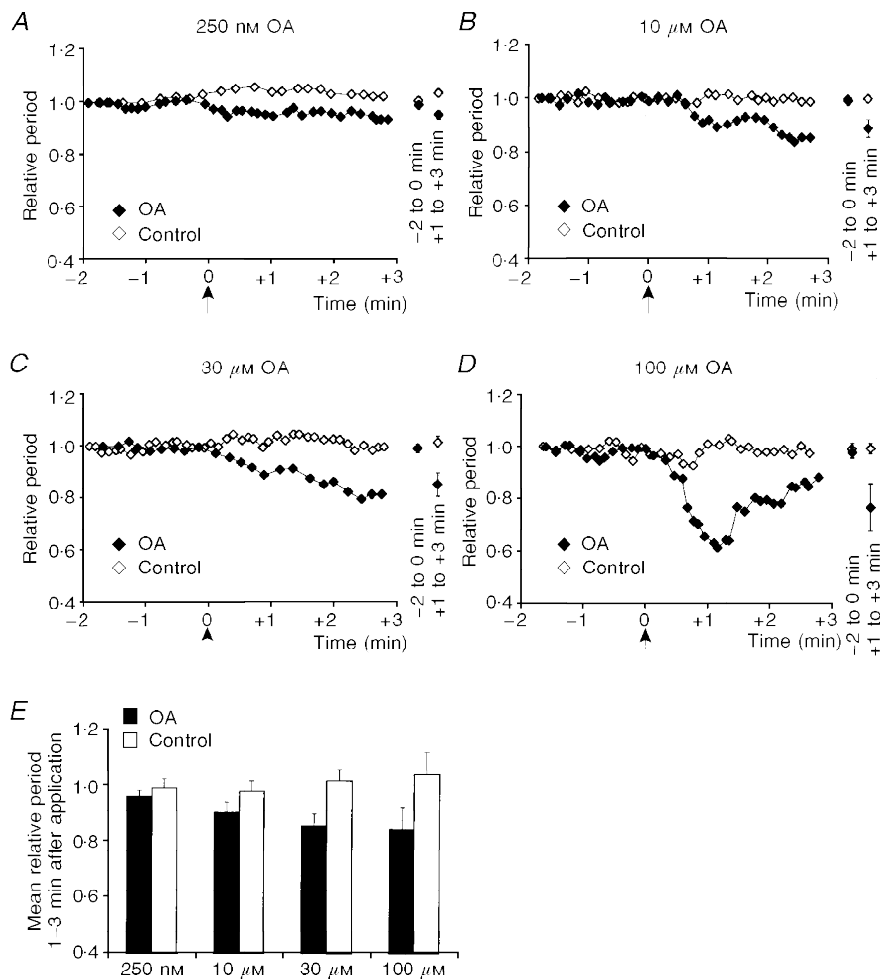 A
250 nM OA
1·2
1·0
0·8
0·6
0·4
Relative period
OA
Control
−2
−1
0
+1
+2
+3
Time (min)
−2 to 0 min
+1 to +3 min
B
10 μM OA
1·2
1·0
0·8
0·6
0·4
Relative period
OA
Control
−2
−1
0
+1
+2
+3
Time (min)
−2 to 0 min
+1 to +3 min
C
30 μM OA
1·2
1·0
0·8
0·6
0·4
Relative period
OA
Control
−2
−1
0
+1
+2
+3
Time (min)
−2 to 0 min
+1 to +3 min
D
100 μM OA
1·2
1·0
0·8
0·6
0·4
Relative period
OA
Control
−2
−1
0
+1
+2
+3
Time (min)
−2 to 0 min
+1 to +3 min
E
OA
Control
1·2
1·0
0·8
0·6
0·4
Mean relative period
1–3 min after application
250 nM
10 μM
30 μM
100 μM